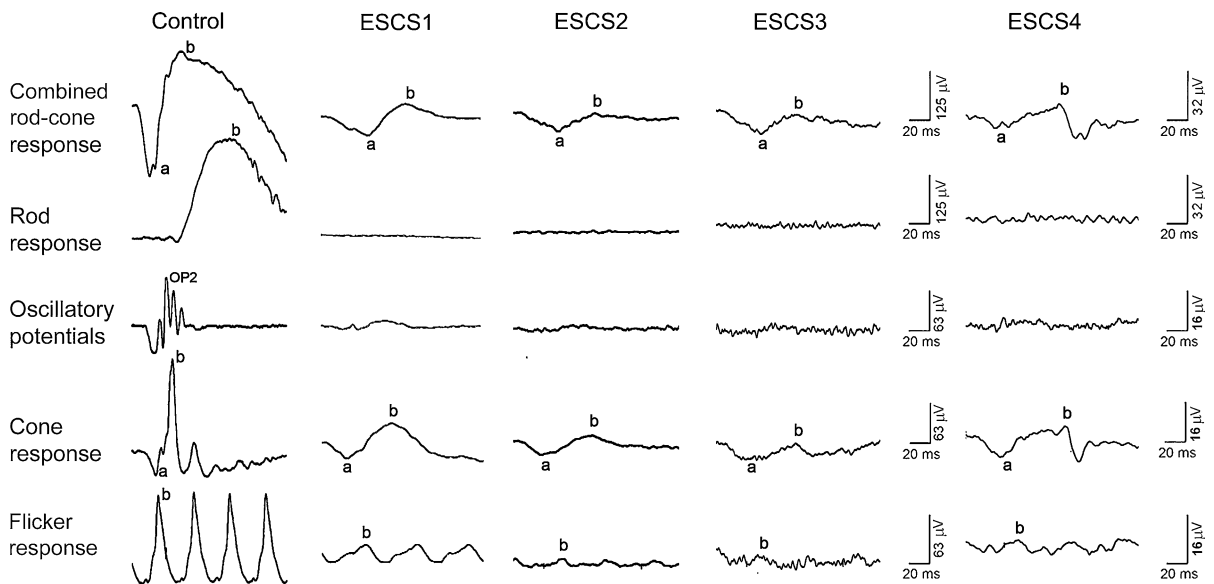 Control ESCS1 ESCS2 ESCS3 ESCS4
b
Combined
rod-cone
response
b b b b
a a a a
125 µV 32 µV
20 ms 20 ms
a
b
Rod
response
125 µV 32 µV
20 ms 20 ms
OP2
Oscillatory
potentials
63 µV 16 µV
20 ms 20 ms
b
Cone
response
b b b b
a a a a a
63 µV 16 µV
20 ms 20 ms
b
Flicker
response
b b b b
63 µV 16 µV
20 ms 20 ms